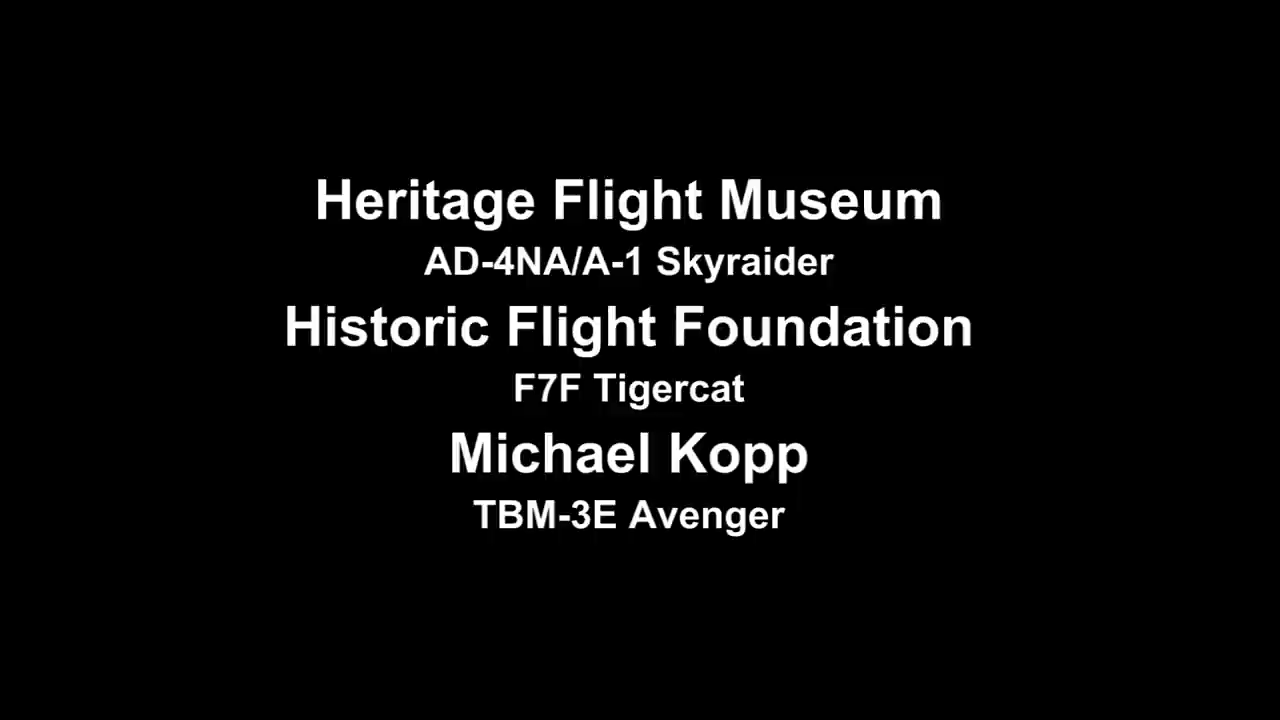 Heritage Flight Museum
AD-4NA/A-1 Skyraider
Historic Flight Foundation
F7F Tigercat
Michael Kopp
TBM-3E Avenger